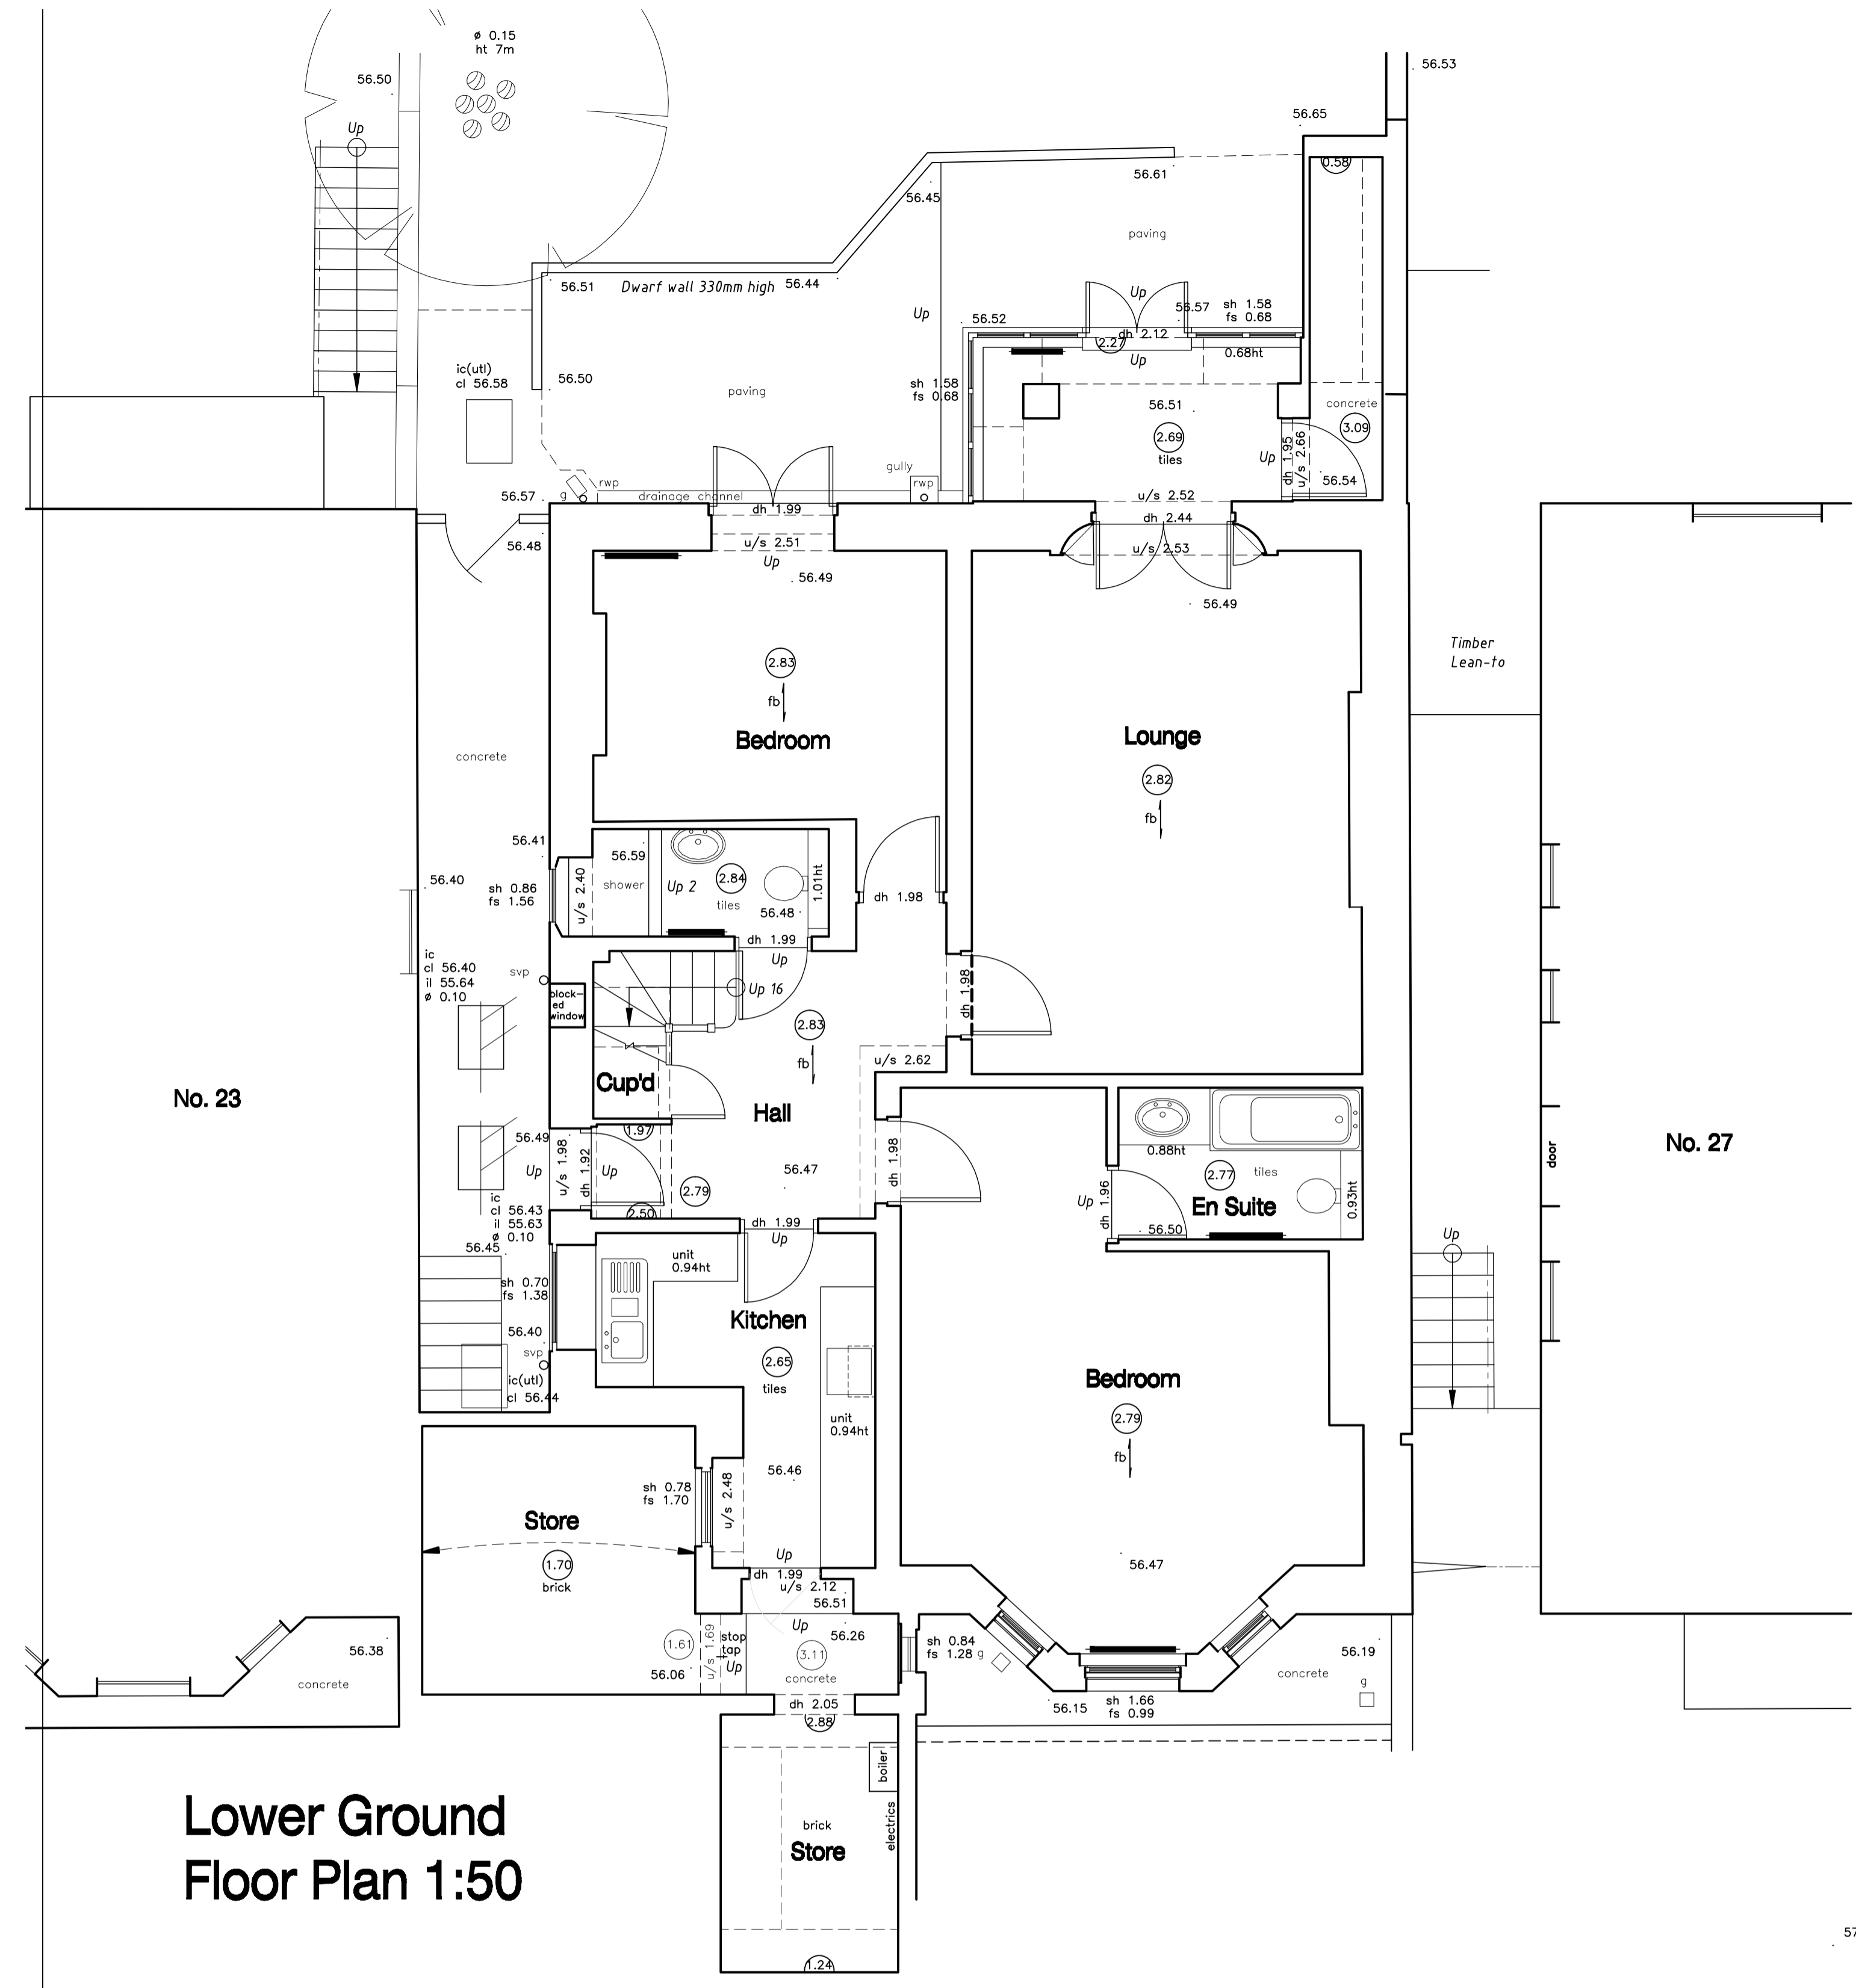 ø 0.15
ht 7m
56.50
56.53
Up
56.65
0.58
56.61
56.45
paving
56.51
Dwarf wall 330mm high
56.44
Up
Up
56.57
sh 1.58
fs 0.68
56.52
dh 2.12
2.27
Up
0.68ht
ic(utl)
cl 56.58
56.50
paving
sh 1.58
fs 0.68
56.51
concrete
2.69
tiles
3.09
Up
dh 1.95
u/s 2.66
56.54
gully
rwp
rwp
g
drainage channel
56.57
u/s 2.52
dh 1.99
dh 2.44
56.48
u/s 2.51
u/s 2.53
Up
56.49
56.49
Timber
Lean-to
2.83
fb
Bedroom
Lounge
2.82
fb
concrete
56.41
56.40
sh 0.86
fs 1.56
u/s 2.40
56.59
shower
Up 2
2.84
tiles
1.01ht
56.48
dh 1.98
dh 1.99
Up
ic
cl 56.40
il 55.64
ø 0.10
svp
block-
ed
window
Up 16
dh 1.98
2.83
fb
u/s 2.62
Cup'd
Hall
No. 23
No. 27
1.97
56.49
Up
u/s 1.98
dh 1.92
Up
56.47
2.79
2.50
dh 1.98
0.88ht
2.77
tiles
En Suite
0.93ht
Up
dh 1.96
56.50
door
ic
cl 56.43
il 55.63
ø 0.10
56.45
dh 1.99
Up
unit
0.94ht
sh 0.70
fs 1.38
Kitchen
56.40
svp
2.65
tiles
ic(utl)
cl 56.44
unit
0.94ht
Up
Bedroom
2.79
fb
56.46
sh 0.78
fs 1.70
u/s 2.48
Store
1.70
brick
Up
dh 1.99
u/s 2.12
56.51
56.47
Up
56.26
1.61
u/s 1.69
stop
tap
Up
56.06
3.11
concrete
sh 0.84
fs 1.28
g
56.19
concrete
g
56.15
sh 1.66
fs 0.99
56.38
concrete
dh 2.05
2.88
boiler
electrics
brick
Store
1.24
Lower Ground
Floor Plan 1:50
57